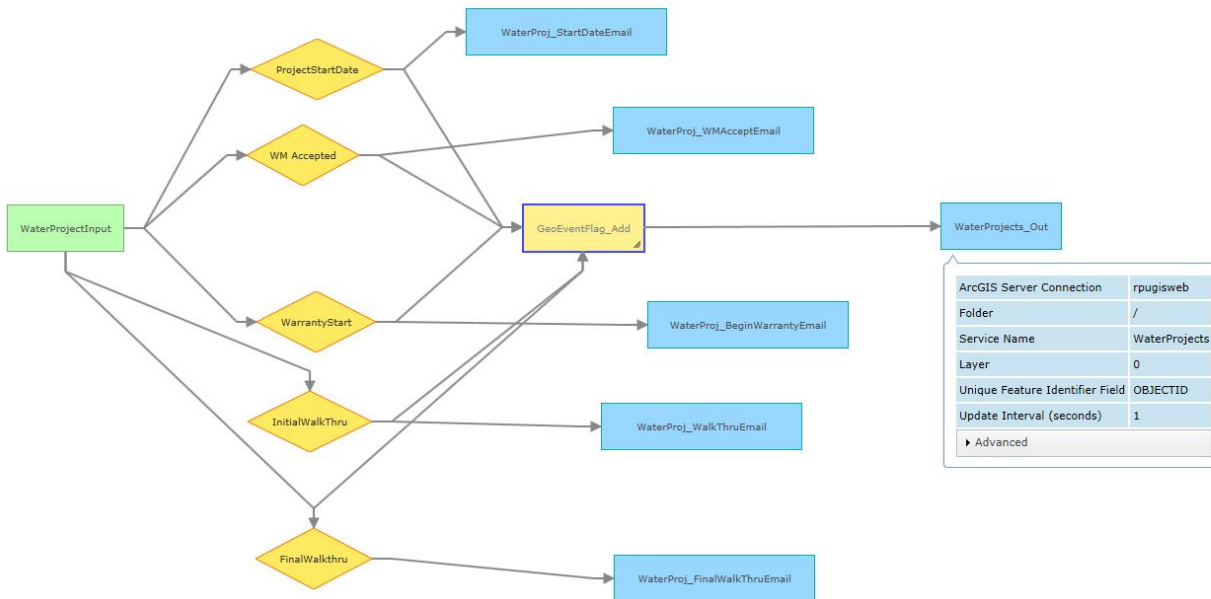 WaterProj_StartDateEmail
ProjectStartDate
WaterProj_WMAcceptEmail
WM Accepted
WaterProjectInput
GeoEventFlag_Add
WaterProjects_Out
ArcGIS Server Connection rpugisweb
Folder /
Service Name WaterProjects
Layer 0
Unique Feature Identifier Field OBJECTID
Update Interval (seconds) 1
Advanced
WarrantyStart
WaterProj_BeginWarrantyEmail
InitialWalkThru
WaterProj_WalkThruEmail
FinalWalkthru
WaterProj_FinalWalkThruEmail